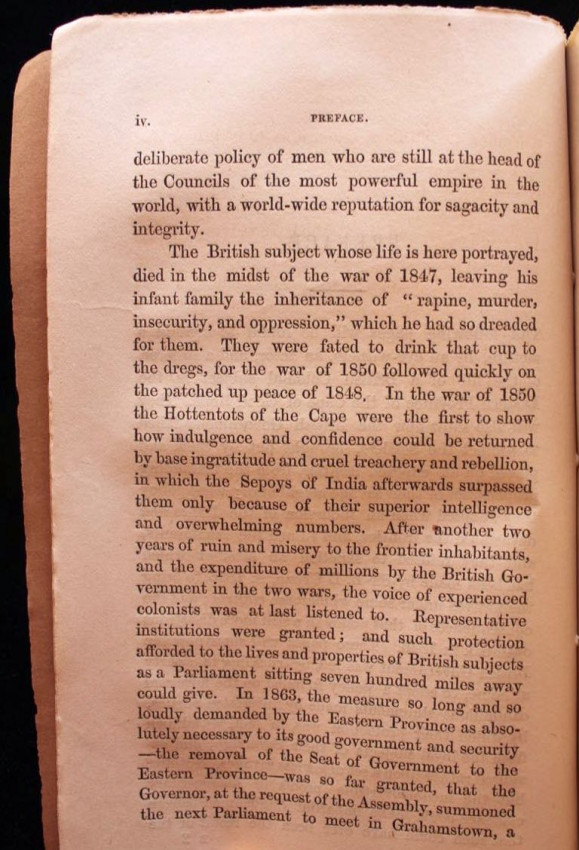 iv.
PREFACE.
deliberate policy of men who are still at the head of
the Councils of the most powerful empire in the
world, with a world-wide reputation for sagacity and
integrity.
The British subject whose life is here portrayed,
died in the midst of the war of 1847, leaving his
infant family the inheritance of “ rapine, murder,
insecurity, and oppression,” which he had so dreaded
for them. They were fated to drink that cup to
the dregs, for the war of 1850 followed quickly on
the patched up peace of 1848. In the war of 1850
the Hottentots of the Cape were the first to show
how indulgence and confidence could be returned
by base ingratitude and cruel treachery and rebellion,
in which the Sepoys of India afterwards surpassed
them only because of their superior intelligence
and overwhelming numbers. After another two
years of ruin and misery to the frontier inhabitants,
and the expenditure of millions by the British Go-
vernment in the two wars, the voice of experienced
colonists was at last listened to. Representative
institutions were granted ; and such protection
afforded to the lives and properties of British subjects
as a Parliament sitting seven hundred miles away
could give. In 1863, the measure so long and so
loudly demanded by the Eastern Province as abso-
lutely necessary to its good government and security
—the removal of the Seat of Government to the
Eastern Province—was so far granted, that the
Governor, at the request of the Assembly, summoned
the next Parliament to meet in Grahamstown, a